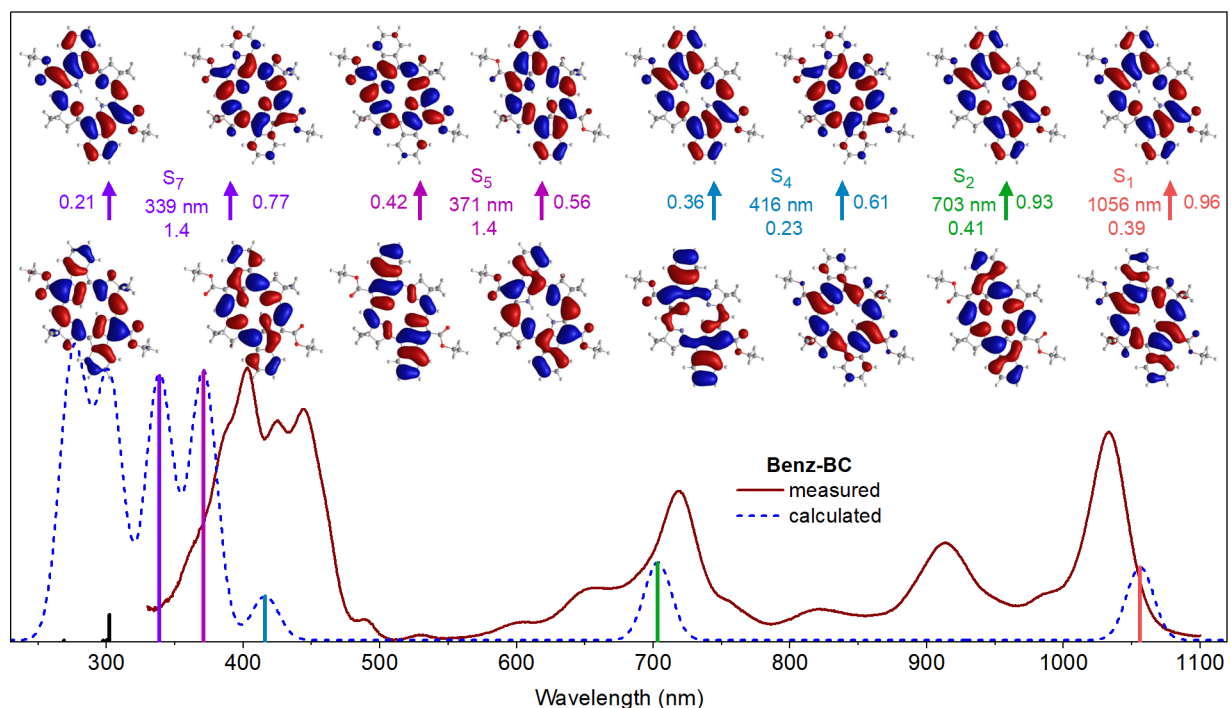 S7 S5 S4 S2 S1
0.21 339 nm 0.77 0.42 371 nm 0.56 0.36 416 nm 0.61 703 nm 0.93 1056 nm 0.96
1.4 1.4 0.23 0.41 0.39
Benz-BC
measured
calculated
300 400 500 600 700 800 900 1000 1100
Wavelength (nm)